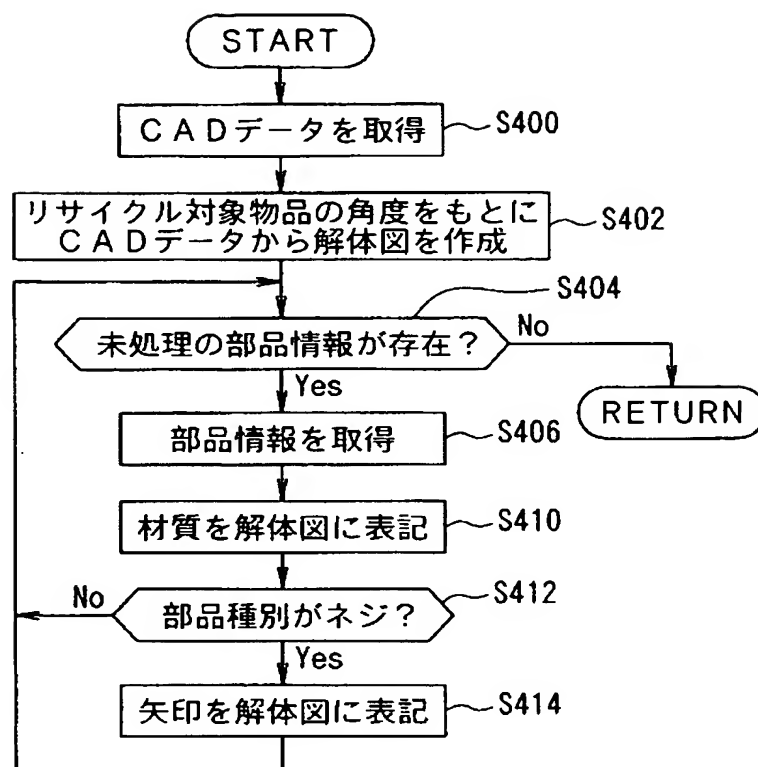 START
CADデータを取得
S400
リサイクル対象物品の角度をもとに
CADデータから解体図を作成
S402
S404
未処理の部品情報が存在？
No
Yes
RETURN
部品情報を取得
S406
材質を解体図に表記
S410
No
部品種別がネジ？
S412
Yes
矢印を解体図に表記
S414